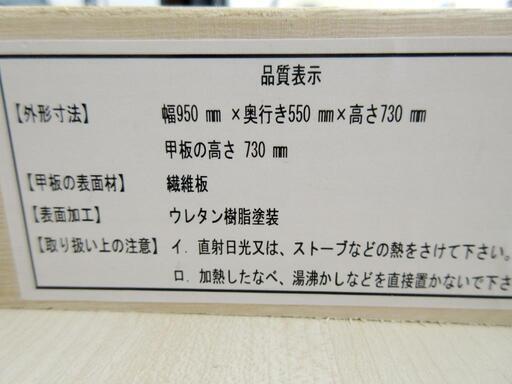 品質表示
【外形寸法】 幅950 mm ×奥行き550 mm×高さ730 mm
甲板の高さ 730 mm
【甲板の表面材】 繊維板
【表面加工】 ウレタン樹脂塗装
【取り扱い上の注意】 イ．直射日光又は、ストーブなどの熱をさけて下さい。
ロ．加熱したなべ、湯沸かしなどを直接置かないで下さ